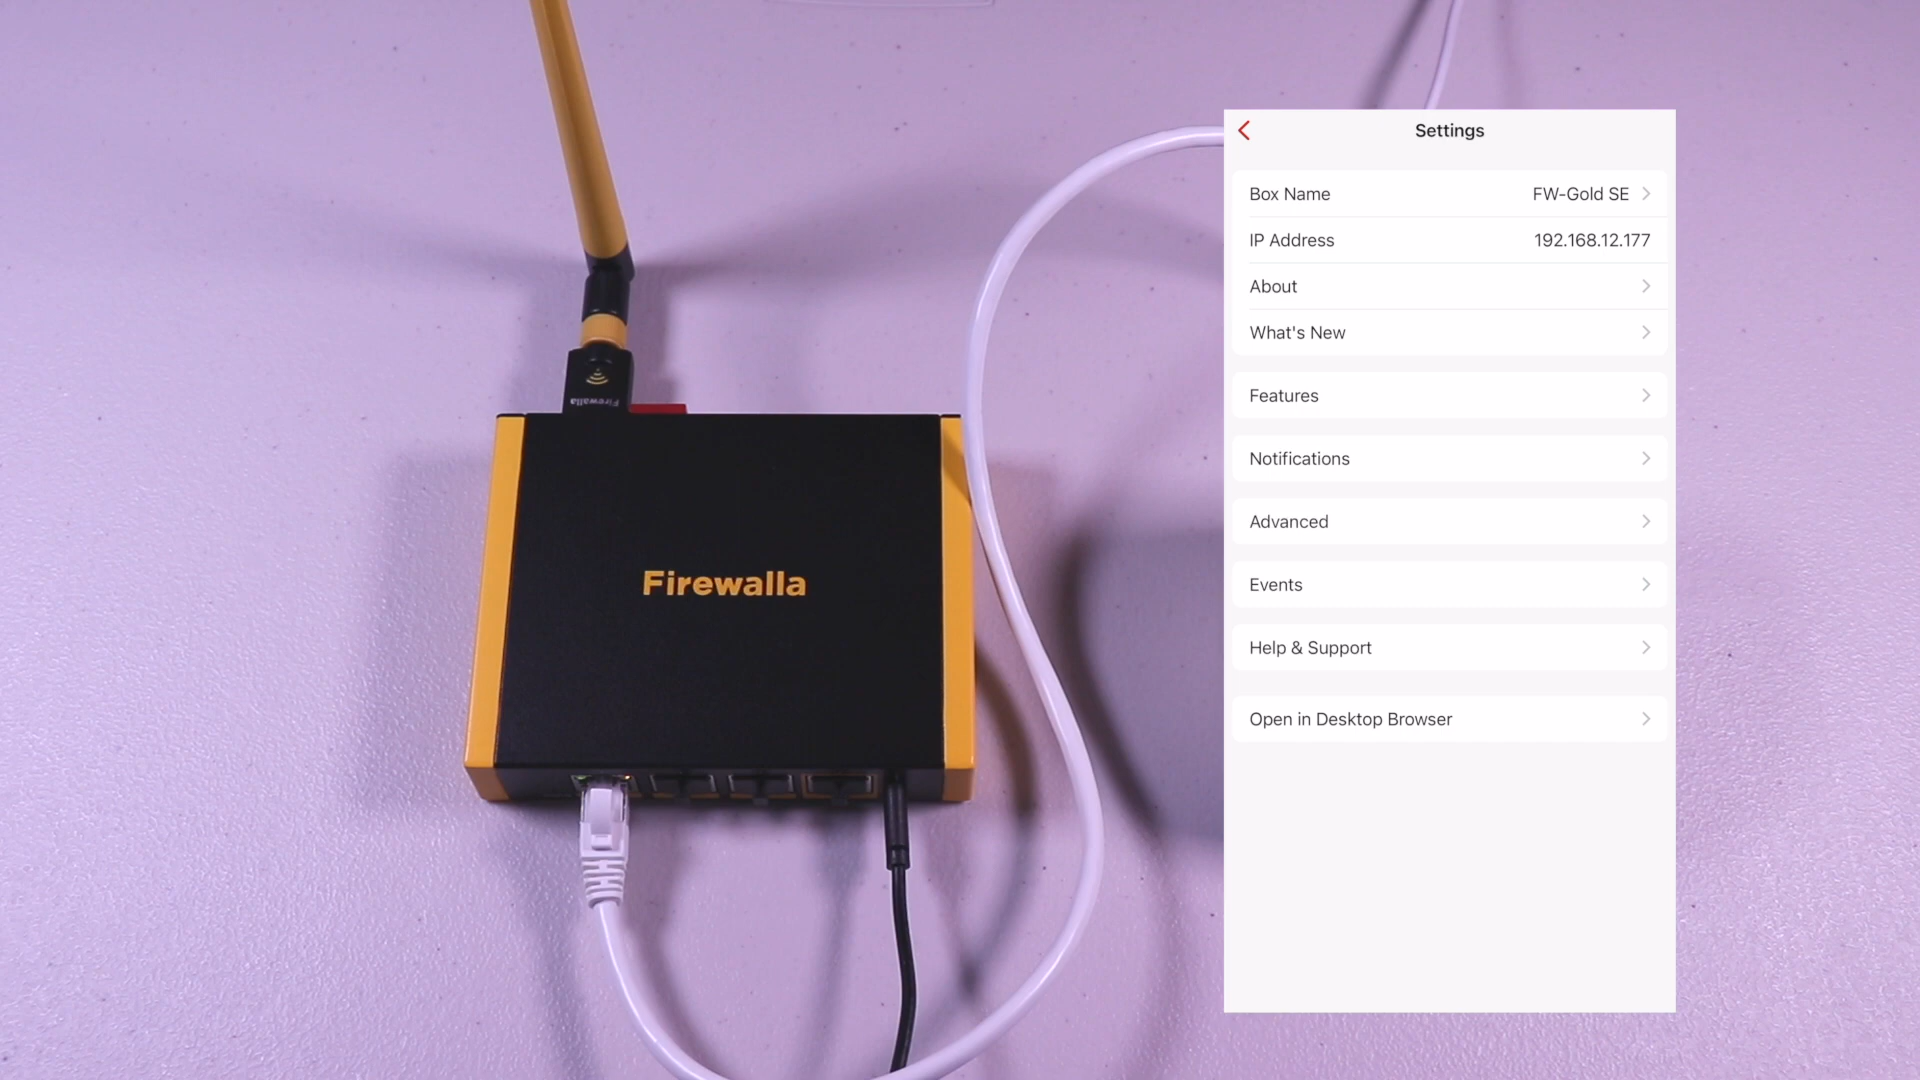 Firewalla
Firewalla
Settings
Box Name FW-Gold SE
IP Address 192.168.12.177
About
What's New
Features
Notifications
Advanced
Events
Help & Support
Open in Desktop Browser